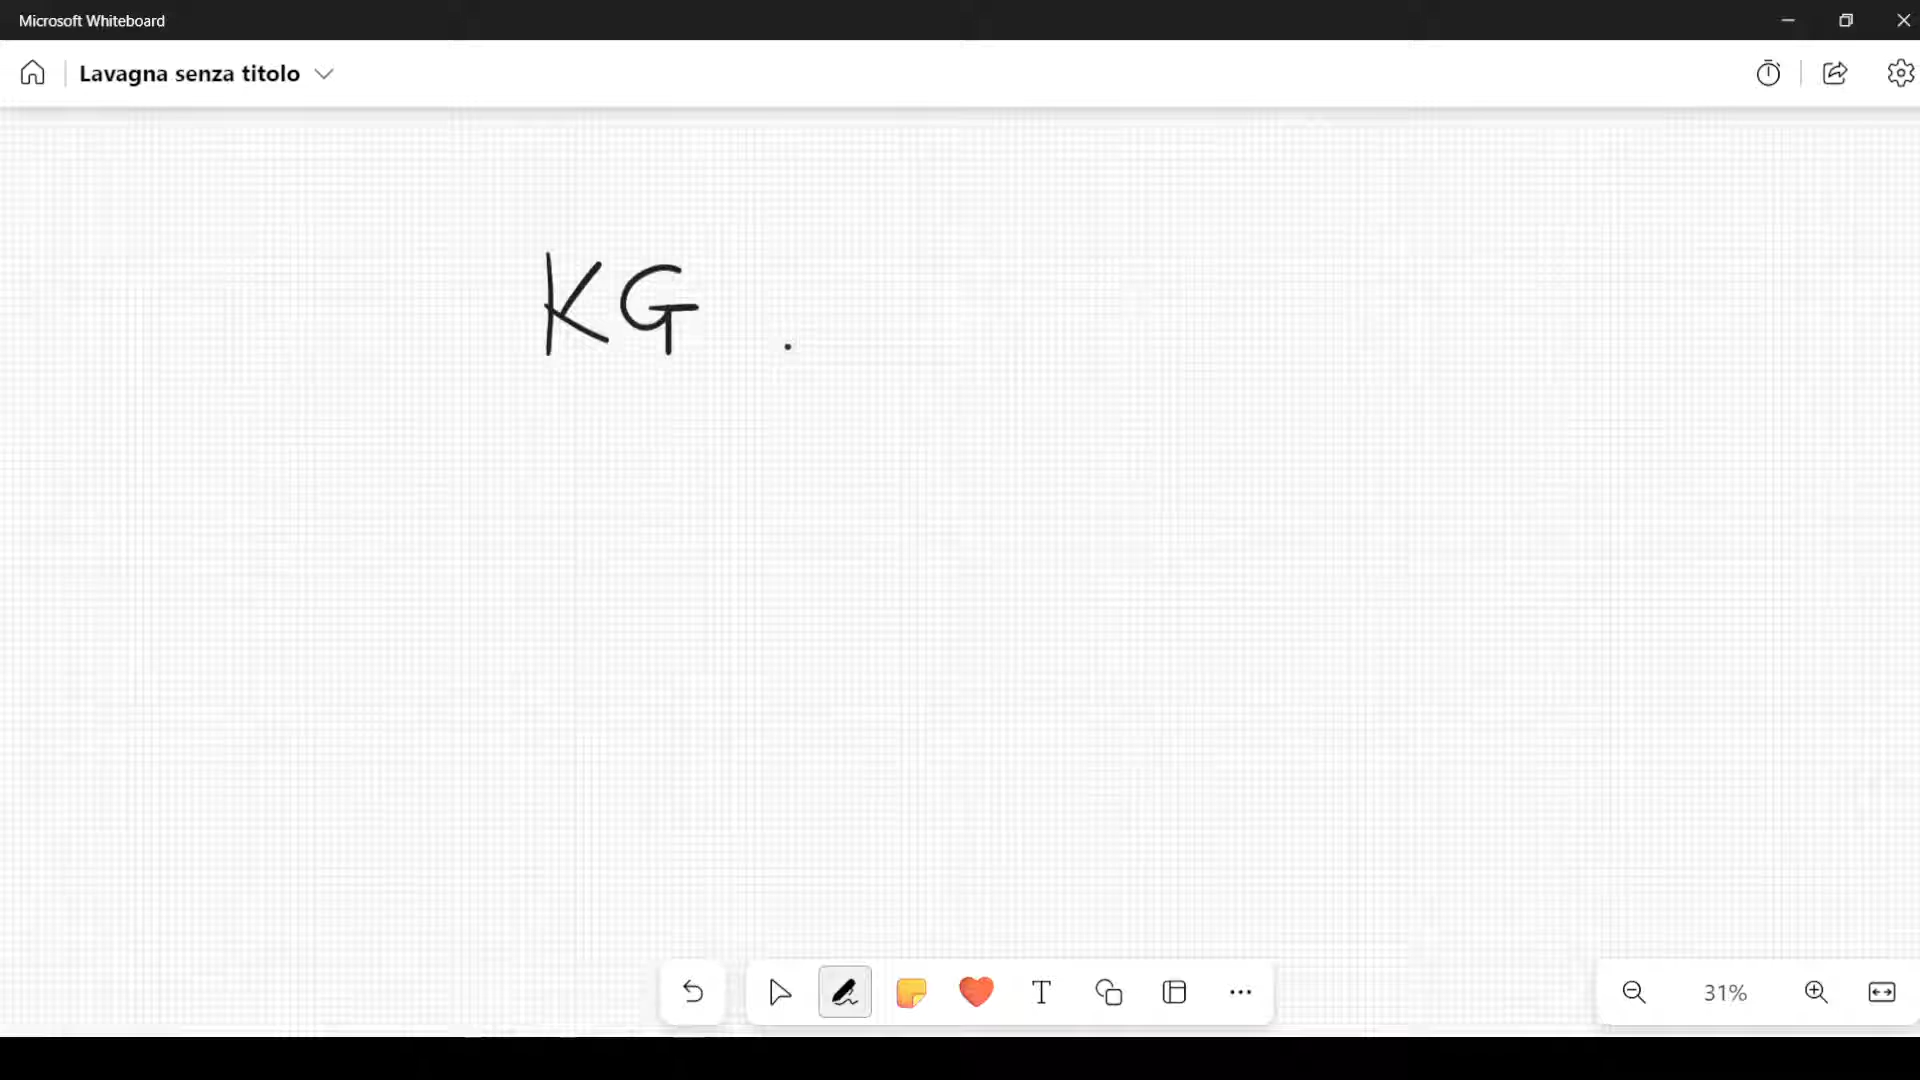 Microsoft Whiteboard
Lavagna senza titolo
KG .
T
31%